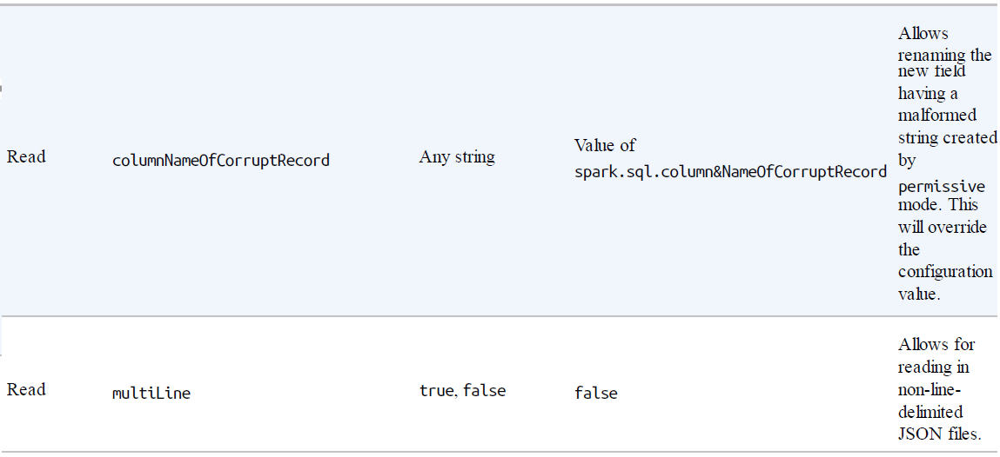 Read
columnNameOfCorruptRecord
Any string
Value of
spark.sql.column&NameOfCorruptRecord
Allows
renaming the
new field
having a
malformed
string created
by
permissive
mode. This
will override
the
configuration
value.
Read
multiLine
true, false
false
Allows for
reading in
non-line-
delimited
JSON files.